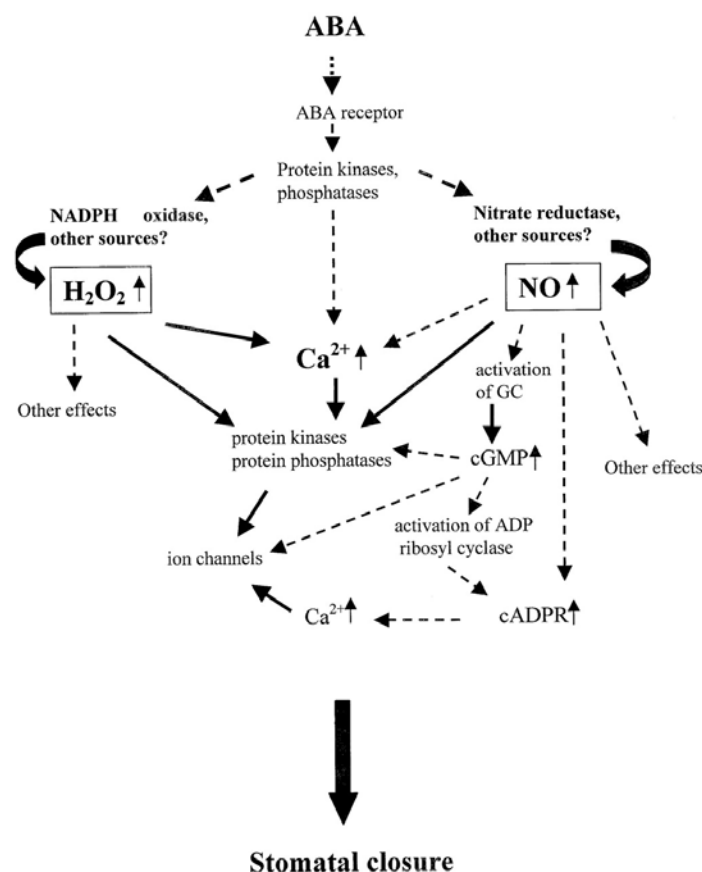 ABA
ABA receptor
Protein kinases,
phosphatases
NADPH oxidase,
other sources?
Nitrate reductase,
other sources?
H₂O₂
NO
Ca²⁺
activation
of GC
Other effects
protein kinases
protein phosphatases
cGMP
Other effects
activation of ADP
ribosyl cyclase
ion channels
Ca²⁺
cADPR
Stomatal closure